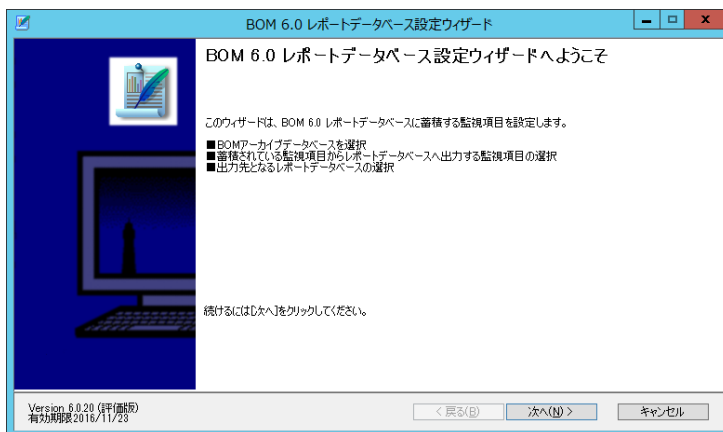 BOM 6.0 レポートデータベース設定ウィザード
BOM 6.0 レポートデータベース設定ウィザードへようこそ
このウィザードは、BOM 6.0 レポートデータベースに蓄積する監視項目を設定します。
■BOMアーカイブデータベースを選択
■蓄積されている監視項目からレポートデータベースへ出力する監視項目の選択
■出力先となるレポートデータベースの選択
続けるには[次へ]をクリックしてください。
Version 6.0.20 (評価版)
有効期限2016/11/23
< 戻る(B)
次へ(N) >
キャンセル